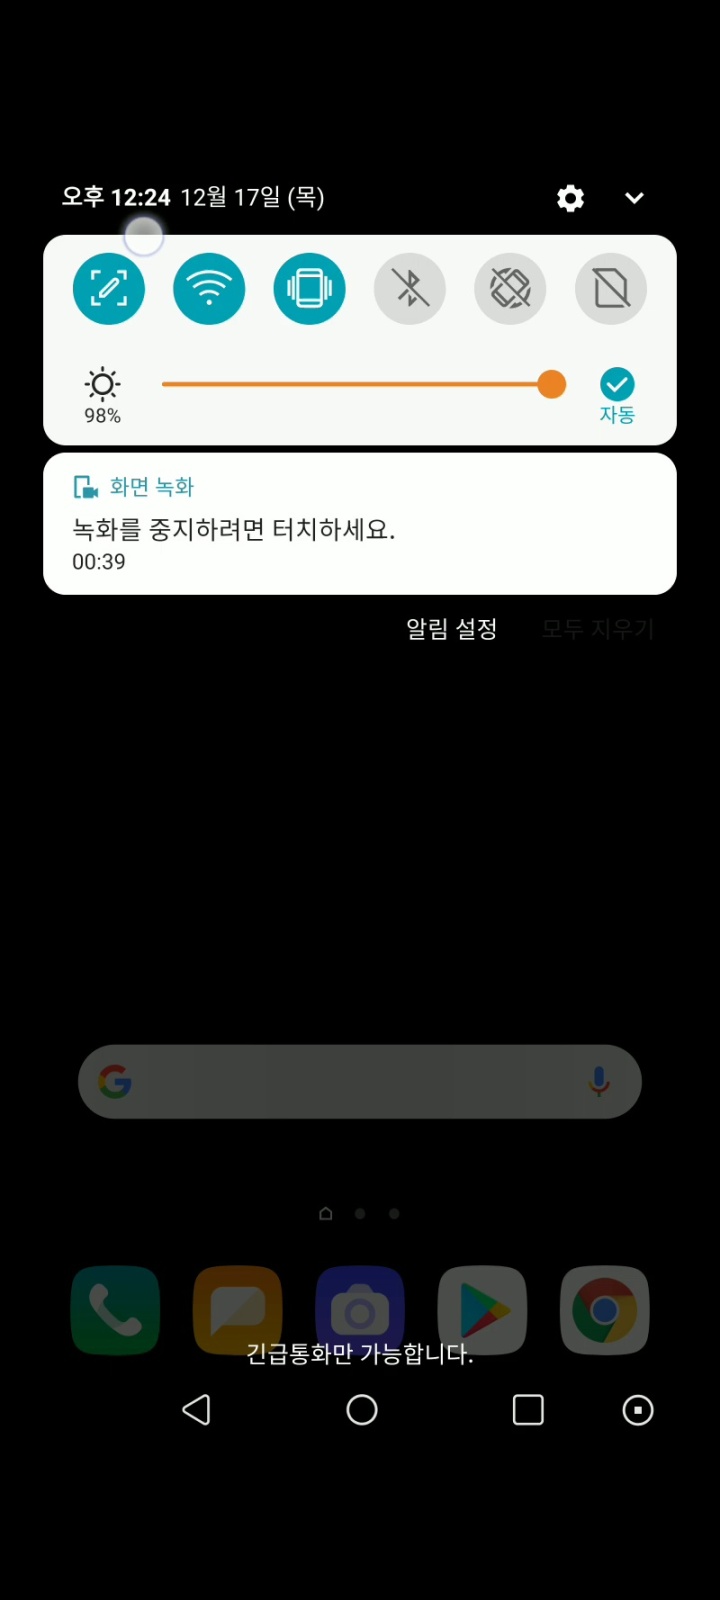 오후 12:24 12월 17일 (목)
98%
자동
화면 녹화
녹화를 중지하려면 터치하세요.
00:39
알림 설정 모두 지우기
긴급통화만 가능합니다.